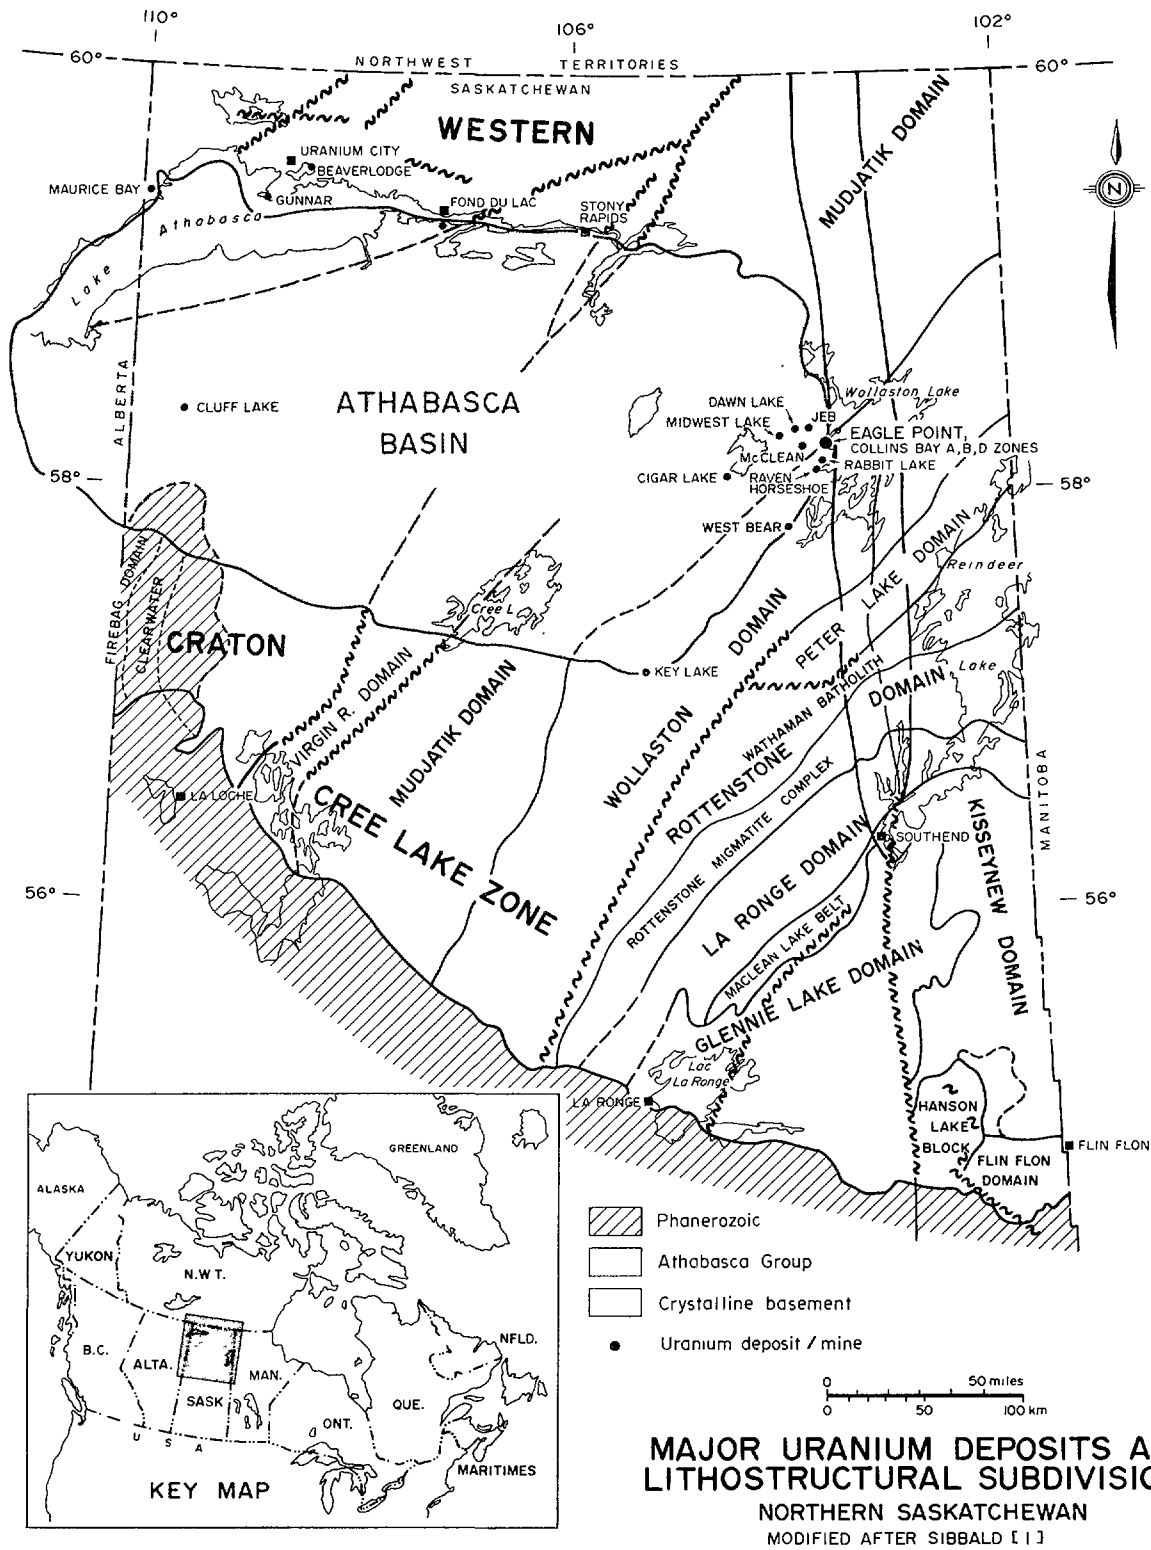 110°
106°
102°
60°
NORTHWEST TERRITORIES
60°
SASKATCHEWAN
WESTERN
MUDJATIK DOMAIN
URANIUM CITY
BEAVERLODGE
MAURICE BAY
GUNNAR
FOND DU LAC
STONY
RAPIDS
Lake Athabasca
N
ALBERTA
CLUFF LAKE
ATHABASCA
BASIN
Wollaston Lake
DAWN LAKE
JEB
MIDWEST LAKE
EAGLE POINT,
COLLINS BAY A,B,D ZONES
McCLEAN
RABBIT LAKE
CIGAR LAKE
RAVEN
HORSESHOE
58°
58°
WEST BEAR
FIREBAG DOMAIN
CLEARWATER
CRATON
Cree L.
KEY LAKE
VIRGIN R. DOMAIN
MUDJATIK DOMAIN
WOLLASTON DOMAIN
PETER LAKE DOMAIN
Reindeer
Lake
WATHAMAN BATHOLITH
ROTTENSTONE DOMAIN
ROTTENSTONE MIGMATITE COMPLEX
LA LOCHE
CREE LAKE ZONE
LA RONGE DOMAIN
SOUTHEND
KISSEYNEW DOMAIN
MANITOBA
MACLEAN LAKE BELT
56°
56°
GLENNIE LAKE DOMAIN
Lac
La Ronge
LA RONGE
HANSON
LAKE
BLOCK
FLIN FLON
FLIN FLON
DOMAIN
GREENLAND
ALASKA
YUKON
N.W.T.
B.C.
ALTA.
SASK
MAN.
ONT.
QUE.
NFLD.
MARITIMES
U S A
KEY MAP
Phanerozoic
Athabasca Group
Crystalline basement
Uranium deposit / mine
0 50 miles
0 50 100 km
MAJOR URANIUM DEPOSITS A
LITHOSTRUCTURAL SUBDIVISIO
NORTHERN SASKATCHEWAN
MODIFIED AFTER SIBBALD [1]